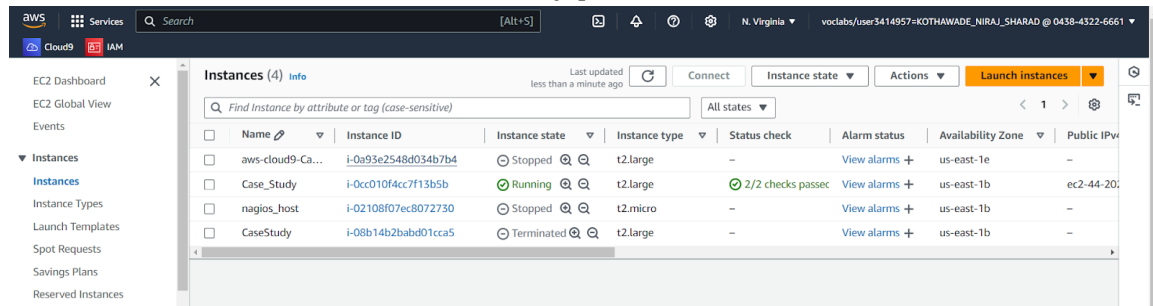 aws Services Search [Alt+S] N. Virginia ▼ voclabs/user3414957=KOTHAWADE_NIRAJ_SHARAD @ 0438-4322-6661 ▼
Cloud9 IAM
EC2 Dashboard
EC2 Global View
Events
Instances
Instances
Instance Types
Launch Templates
Spot Requests
Savings Plans
Reserved Instances
Instances (4) Info
Last updated
less than a minute ago
Connect Instance state ▼ Actions ▼ Launch instances ▼
Find Instance by attribute or tag (case-sensitive) All states ▼ 1
Name Instance ID Instance state Instance type Status check Alarm status Availability Zone Public IPv4
aws-cloud9-Ca... i-0a93e2548d034b7b4 Stopped t2.large – View alarms + us-east-1e –
Case_Study i-0cc010f4cc7f13b5b Running t2.large 2/2 checks passec View alarms + us-east-1b ec2-44-202
nagios_host i-02108f07ec8072730 Stopped t2.micro – View alarms + us-east-1b –
CaseStudy i-08b14b2babd01cca5 Terminated t2.large – View alarms + us-east-1b –